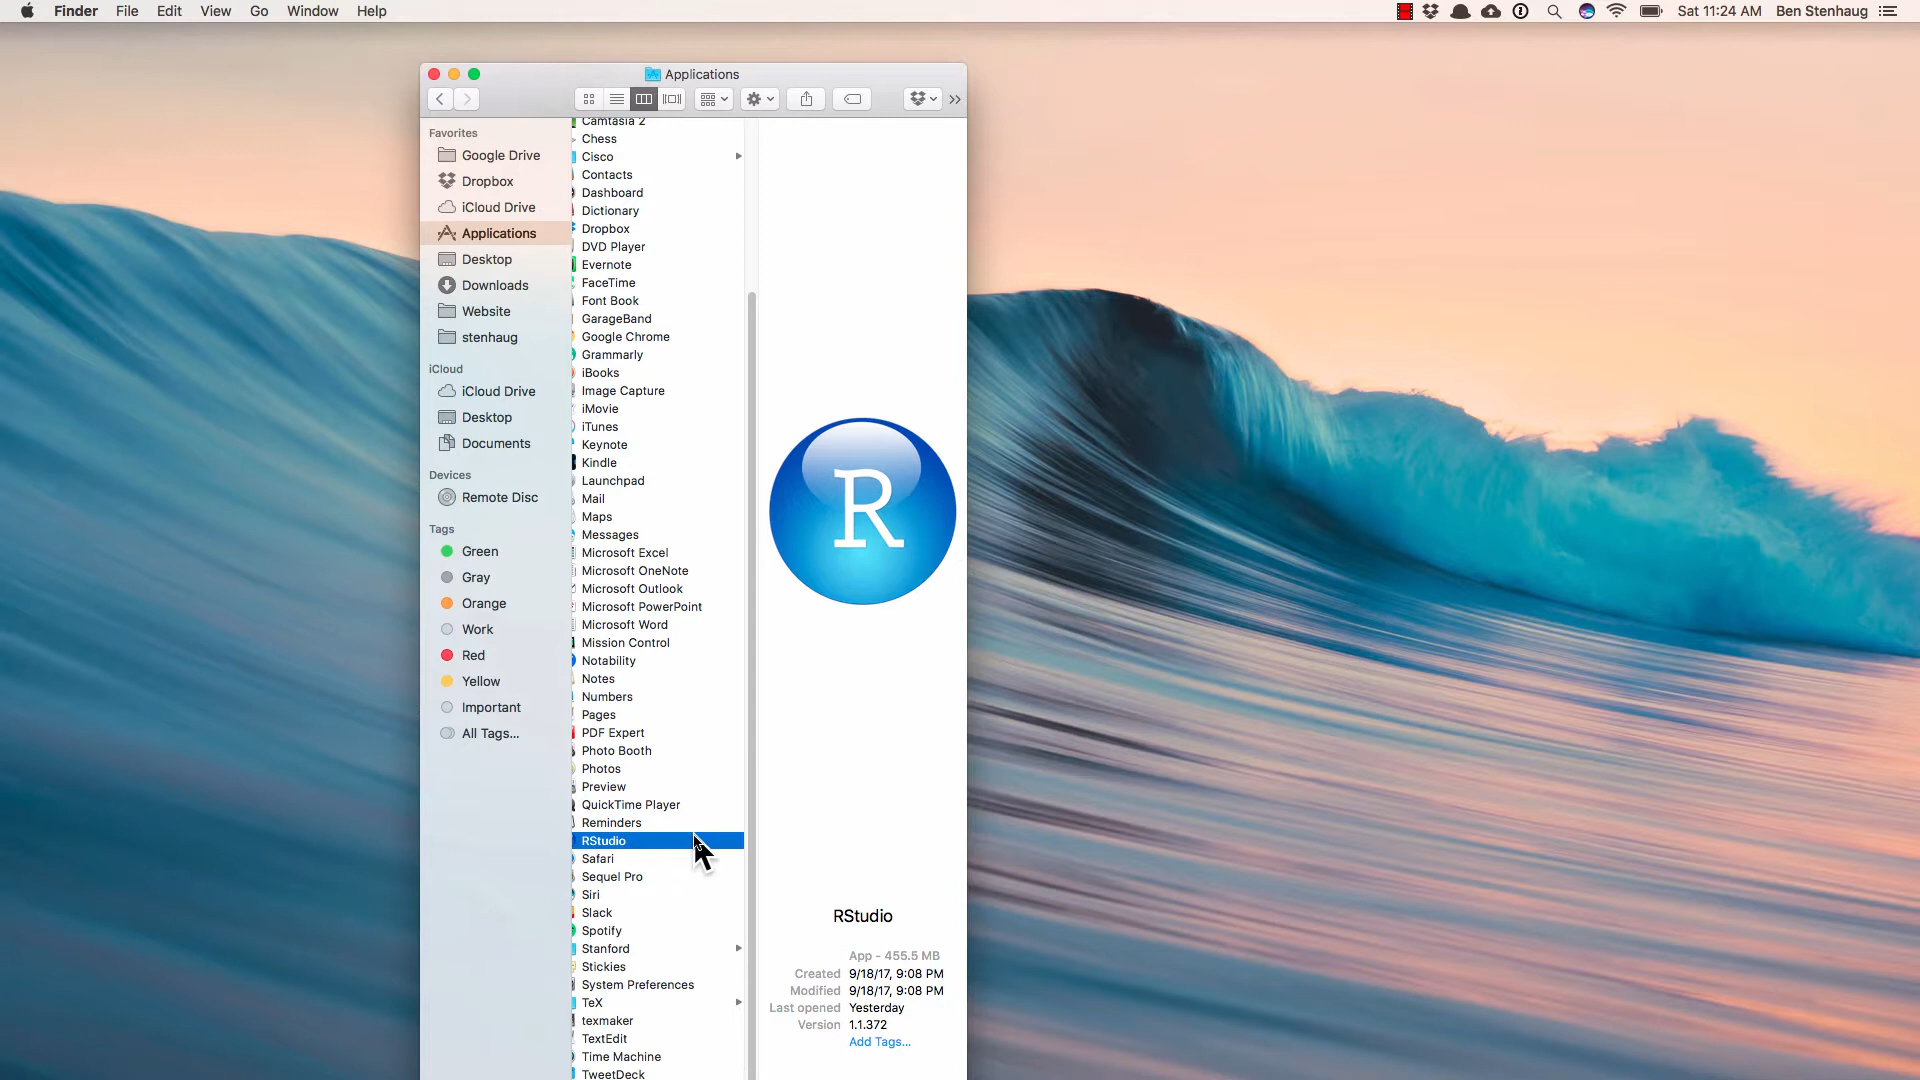 Finder File Edit View Go Window Help
Sat 11:24 AM Ben Stenhaug
Applications
Favorites
Google Drive
Dropbox
iCloud Drive
Applications
Desktop
Downloads
Website
stenhaug
iCloud
iCloud Drive
Desktop
Documents
Devices
Remote Disc
Tags
Green
Gray
Orange
Work
Red
Yellow
Important
All Tags...
Camtasia 2
Chess
Cisco
Contacts
Dashboard
Dictionary
Dropbox
DVD Player
Evernote
FaceTime
Font Book
GarageBand
Google Chrome
Grammarly
iBooks
Image Capture
iMovie
iTunes
Keynote
Kindle
Launchpad
Mail
Maps
Messages
Microsoft Excel
Microsoft OneNote
Microsoft Outlook
Microsoft PowerPoint
Microsoft Word
Mission Control
Notability
Notes
Numbers
Pages
PDF Expert
Photo Booth
Photos
Preview
QuickTime Player
Reminders
RStudio
Safari
Sequel Pro
Siri
Slack
Spotify
Stanford
Stickies
System Preferences
TeX
texmaker
TextEdit
Time Machine
TweetDeck
R
RStudio
App - 455.5 MB
Created 9/18/17, 9:08 PM
Modified 9/18/17, 9:08 PM
Last opened Yesterday
Version 1.1.372
Add Tags...